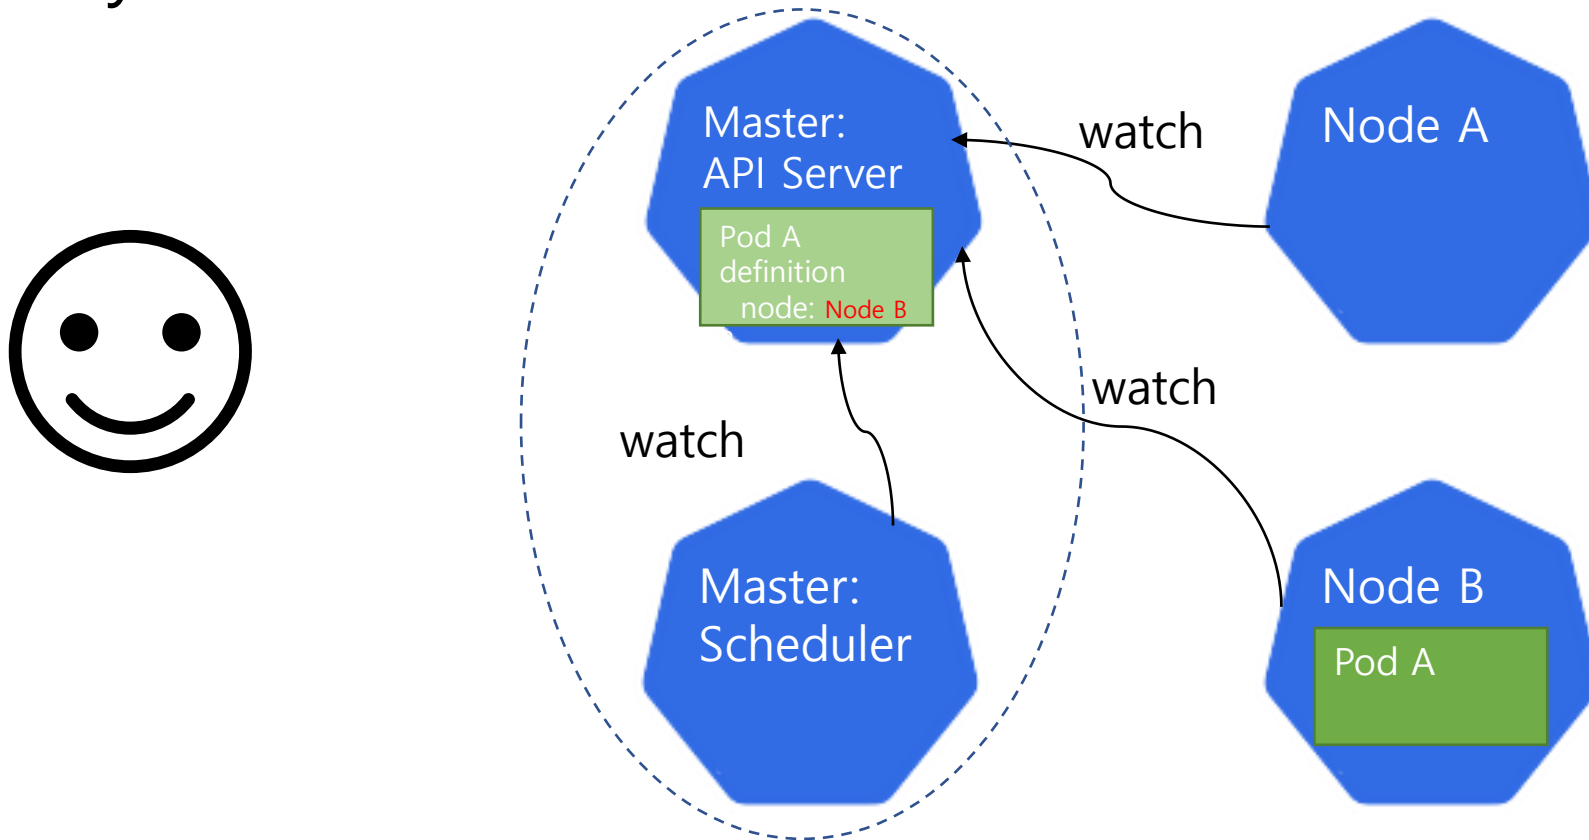 Master:
API Server
Pod A
definition
node: Node B
watch
Node A
watch
watch
Master:
Scheduler
Node B
Pod A